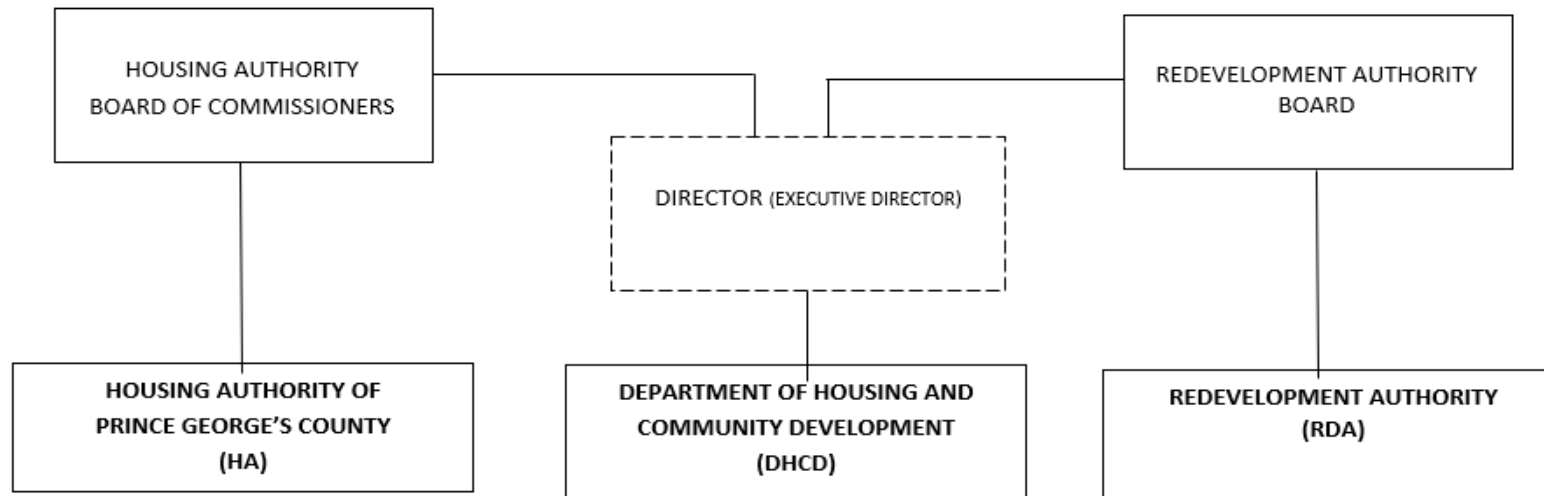 HOUSING AUTHORITY
BOARD OF COMMISSIONERS
REDEVELOPMENT AUTHORITY
BOARD
DIRECTOR (EXECUTIVE DIRECTOR)
HOUSING AUTHORITY OF
PRINCE GEORGE’S COUNTY
(HA)
DEPARTMENT OF HOUSING AND
COMMUNITY DEVELOPMENT
(DHCD)
REDEVELOPMENT AUTHORITY
(RDA)